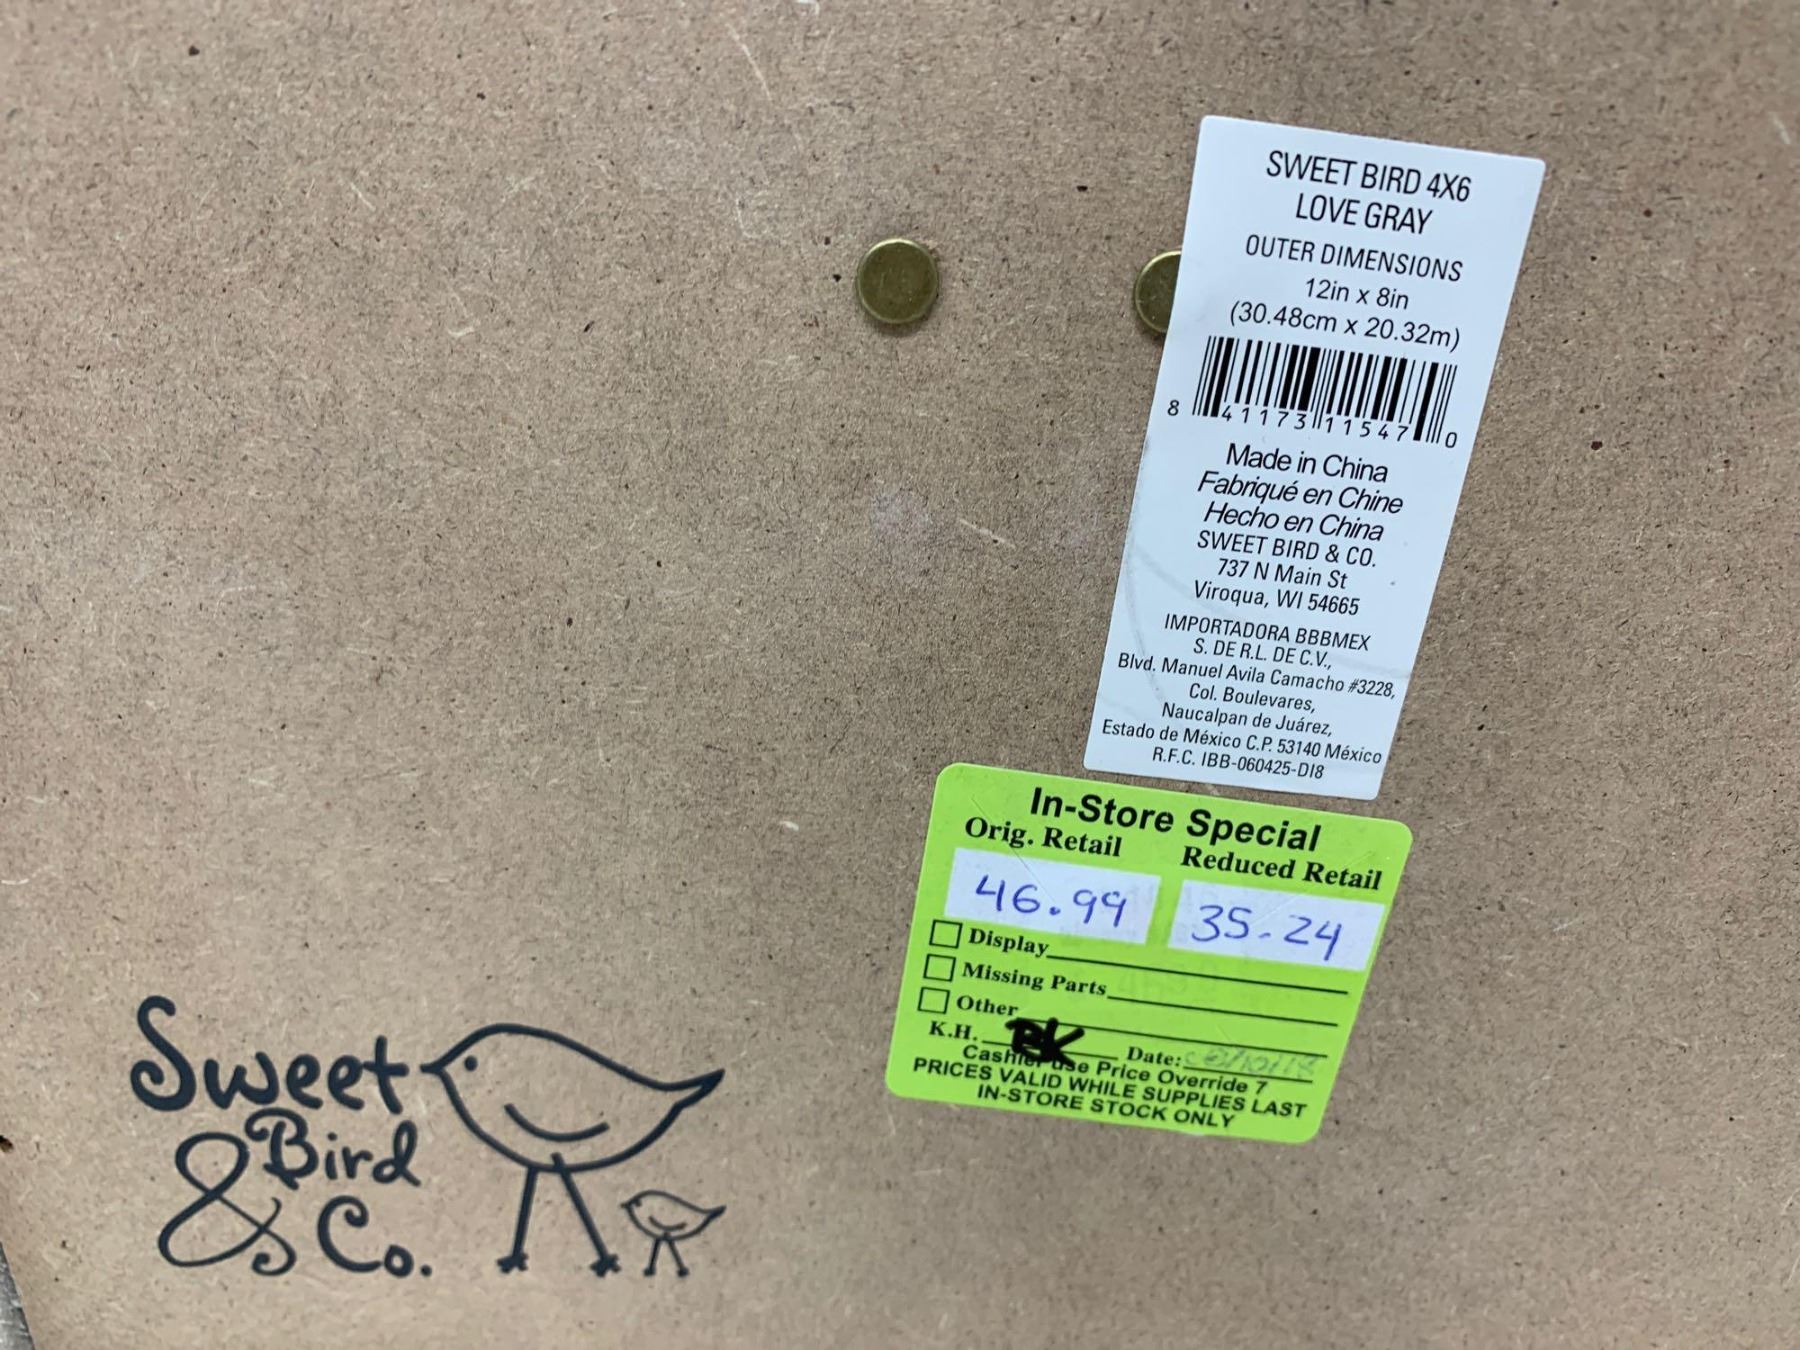 SWEET BIRD 4X6
LOVE GRAY
OUTER DIMENSIONS
12in x 8in
(30.48cm x 20.32m)
8 41173 11547 0
Made in China
Fabriqué en Chine
Hecho en China
SWEET BIRD & CO.
737 N Main St
Viroqua, WI 54665
IMPORTADORA BBBMEX
S. DE R.L. DE C.V.,
Blvd. Manuel Avila Camacho #3228,
Col. Boulevares,
Naucalpan de Juárez,
Estado de México C.P. 53140 México
R.F.C. IBB-060425-DI8
In-Store Special
Orig. Retail Reduced Retail
46.99 35.24
Display
Missing Parts
Other
K.H. Date:
Cashier use Price Override 7
PRICES VALID WHILE SUPPLIES LAST
IN-STORE STOCK ONLY
Sweet
Bird
& Co.